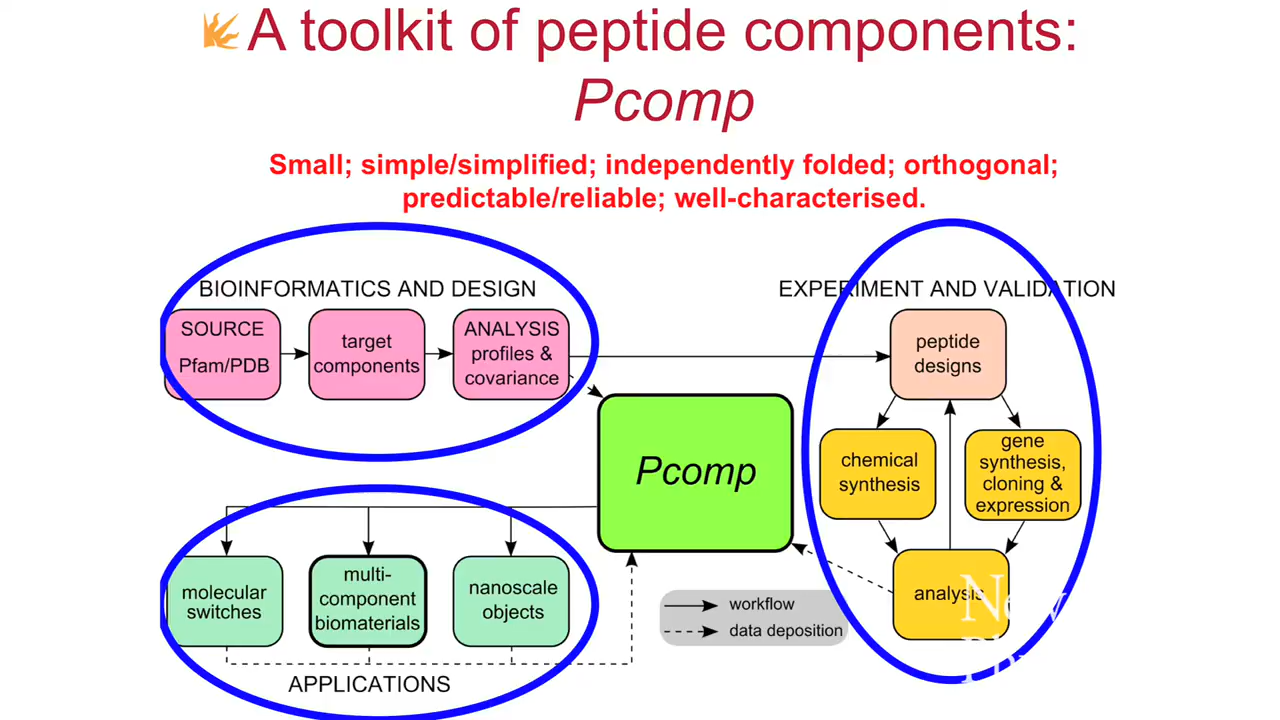 A toolkit of peptide components:
Pcomp
Small; simple/simplified; independently folded; orthogonal;
predictable/reliable; well-characterised.
BIOINFORMATICS AND DESIGN
SOURCE
Pfam/PDB
target
components
ANALYSIS
profiles &
covariance
EXPERIMENT AND VALIDATION
peptide
designs
chemical
synthesis
gene
synthesis,
cloning &
expression
analysis
Pcomp
molecular
switches
multi-
component
biomaterials
nanoscale
objects
APPLICATIONS
workflow
data deposition
New